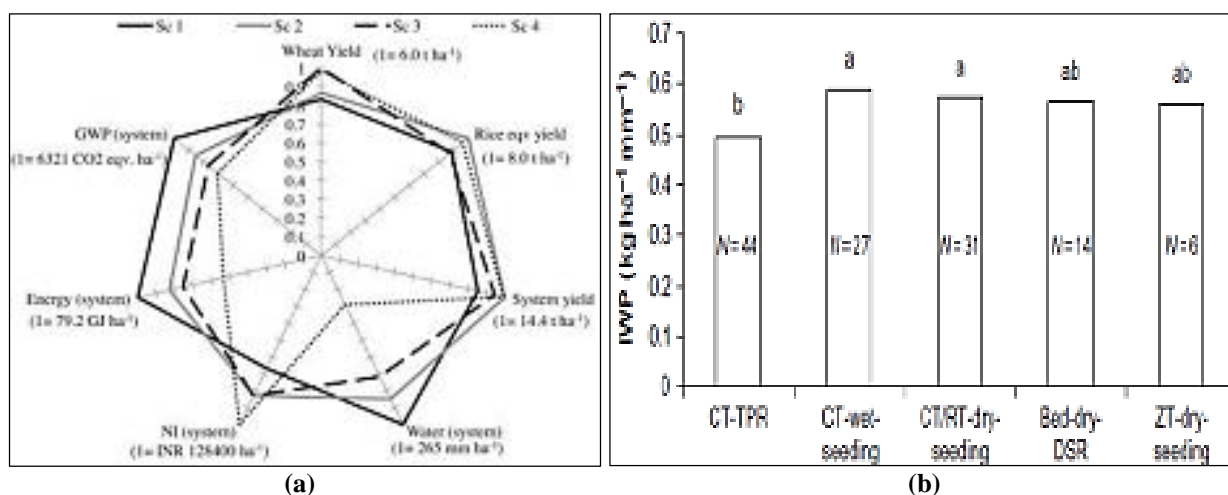 Sc 1 Sc 2 Sc 3 Sc 4
Wheat Yield
(1= 6.0 t ha⁻¹)
1
0.9
0.8
0.7
0.6
0.5
0.4
0.3
0.2
0.1
0
Rice eqv yield
(1= 8.0 t ha⁻¹)
System yield
(1= 14.4 t ha⁻¹)
Water (system)
(1= 265 mm ha⁻¹)
NI (system)
(1= INR 128400 ha⁻¹)
Energy (system)
(1= 79.2 GJ ha⁻¹)
GWP (system)
(1= 6321 CO2 eqv. ha⁻¹)
(a)
IWP (kg ha⁻¹ mm⁻¹)
0.7
0.6
0.5
0.4
0.3
0.2
0.1
0
b a a ab ab
N = 44 N = 27 N = 31 N = 14 N = 6
CT-TPR CT-wet- CT/RT-dry- Bed-dry- ZT-dry-
seeding seeding DSR seeding
(b)